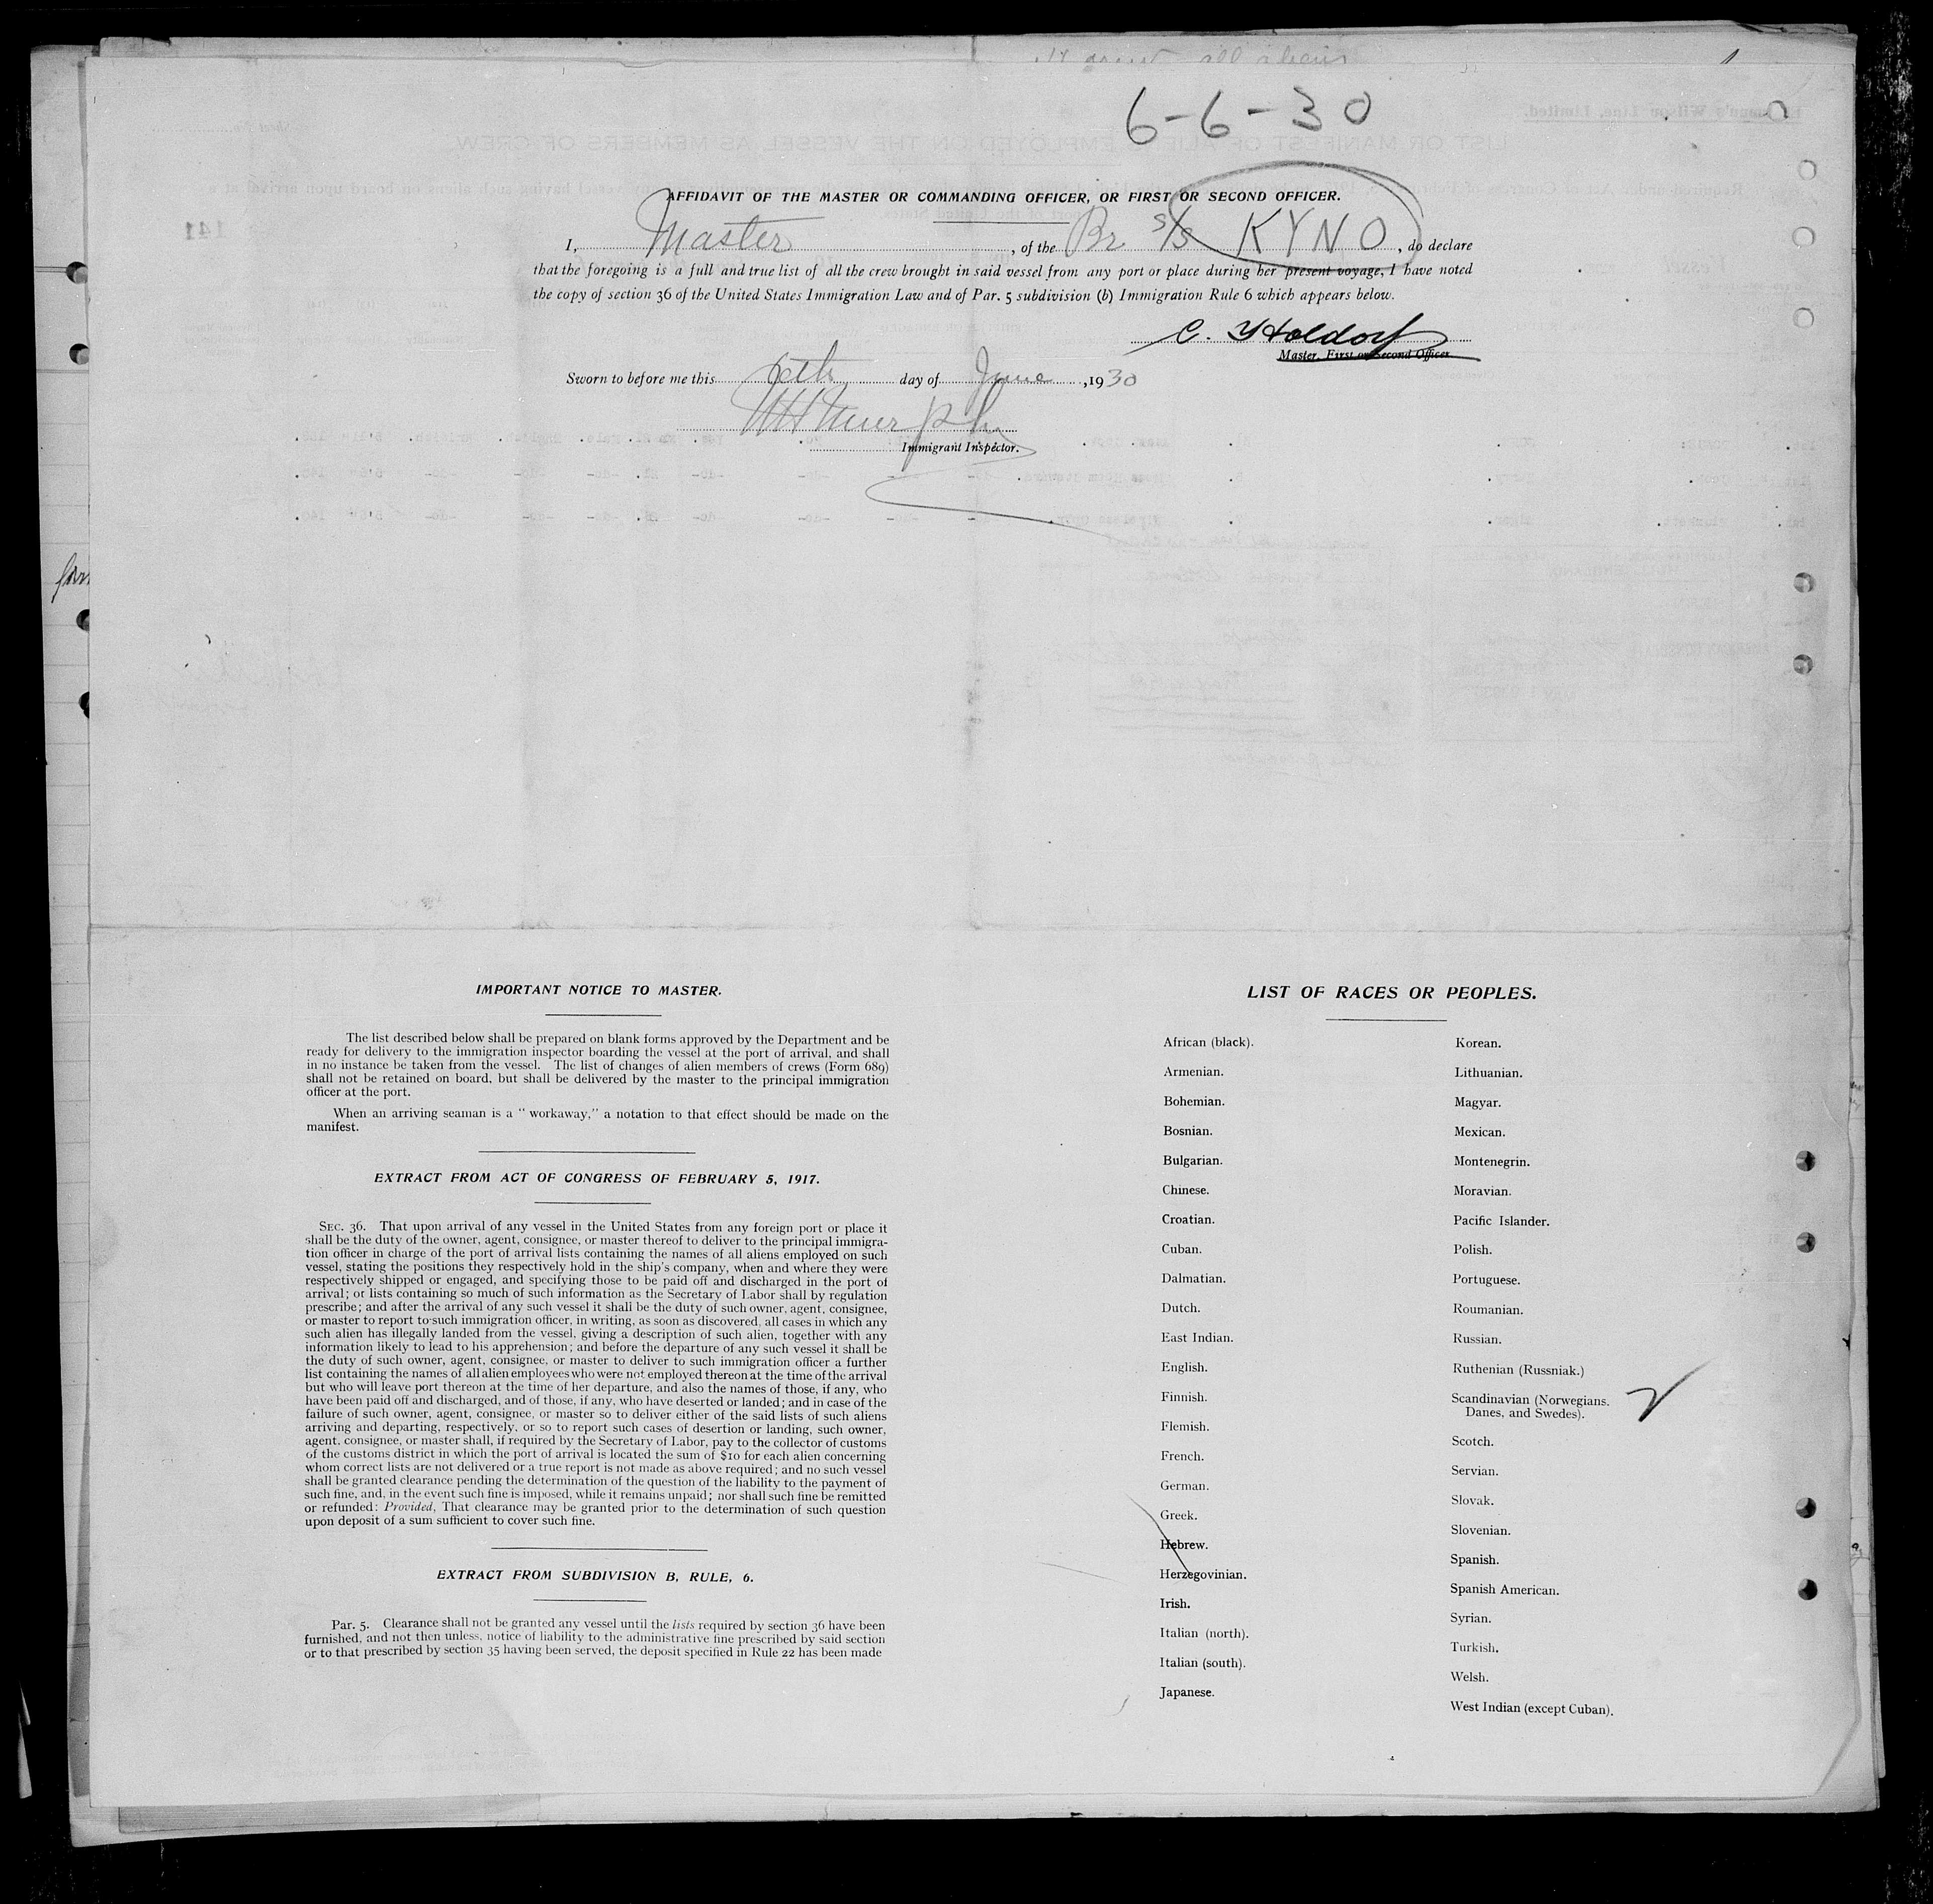 6-6-30
AFFIDAVIT OF THE MASTER OR COMMANDING OFFICER, OR FIRST OR SECOND OFFICER.
I, Master, of the Br s/s KYNO, do declare
that the foregoing is a full and true list of all the crew brought in said vessel from any port or place during her present voyage, I have noted
the copy of section 36 of the United States Immigration Law and of Par. 5 subdivision (b) Immigration Rule 6 which appears below.
C. Holdorf
Master, First or Second Officer
Sworn to before me this 6th day of June, 1930
Murphy
Immigrant Inspector.
IMPORTANT NOTICE TO MASTER.
The list described below shall be prepared on blank forms approved by the Department and be
ready for delivery to the immigration inspector boarding the vessel at the port of arrival, and shall
in no instance be taken from the vessel. The list of changes of alien members of crews (Form 689)
shall not be retained on board, but shall be delivered by the master to the principal immigration
officer at the port.
When an arriving seaman is a "workaway," a notation to that effect should be made on the
manifest.
EXTRACT FROM ACT OF CONGRESS OF FEBRUARY 5, 1917.
SEC. 36. That upon arrival of any vessel in the United States from any foreign port or place it
shall be the duty of the owner, agent, consignee, or master thereof to deliver to the principal immigra-
tion officer in charge of the port of arrival lists containing the names of all aliens employed on such
vessel, stating the positions they respectively hold in the ship's company, when and where they were
respectively shipped or engaged, and specifying those to be paid off and discharged in the port of
arrival; or lists containing so much of such information as the Secretary of Labor shall by regulation
prescribe; and after the arrival of any such vessel it shall be the duty of such owner, agent, consignee,
or master to report to such immigration officer, in writing, as soon as discovered, all cases in which any
such alien has illegally landed from the vessel, giving a description of such alien, together with any
information likely to lead to his apprehension; and before the departure of any such vessel it shall be
the duty of such owner, agent, consignee, or master to deliver to such immigration officer a further
list containing the names of all alien employees who were not employed thereon at the time of the arrival
but who will leave port thereon at the time of her departure, and also the names of those, if any, who
have been paid off and discharged, and of those, if any, who have deserted or landed; and in case of the
failure of such owner, agent, consignee, or master so to deliver either of the said lists of such aliens
arriving and departing, respectively, or so to report such cases of desertion or landing, such owner,
agent, consignee, or master shall, if required by the Secretary of Labor, pay to the collector of customs
of the customs district in which the port of arrival is located the sum of $10 for each alien concerning
whom correct lists are not delivered or a true report is not made as above required; and no such vessel
shall be granted clearance pending the determination of the question of the liability to the payment of
such fine, and, in the event such fine is imposed, while it remains unpaid; nor shall such fine be remitted
or refunded: Provided, That clearance may be granted prior to the determination of such question
upon deposit of a sum sufficient to cover such fine.
EXTRACT FROM SUBDIVISION B, RULE, 6.
Par. 5. Clearance shall not be granted any vessel until the lists required by section 36 have been
furnished, and not then unless, notice of liability to the administrative fine prescribed by said section
or to that prescribed by section 35 having been served, the deposit specified in Rule 22 has been made
LIST OF RACES OR PEOPLES.
African (black).
Armenian.
Bohemian.
Bosnian.
Bulgarian.
Chinese.
Croatian.
Cuban.
Dalmatian.
Dutch.
East Indian.
English.
Finnish.
Flemish.
French.
German.
Greek.
Hebrew.
Herzegovinian.
Irish.
Italian (north).
Italian (south).
Japanese.
Korean.
Lithuanian.
Magyar.
Mexican.
Montenegrin.
Moravian.
Pacific Islander.
Polish.
Portuguese.
Roumanian.
Russian.
Ruthenian (Russniak.)
Scandinavian (Norwegians.
Danes, and Swedes).
Scotch.
Servian.
Slovak.
Slovenian.
Spanish.
Spanish American.
Syrian.
Turkish.
Welsh.
West Indian (except Cuban).